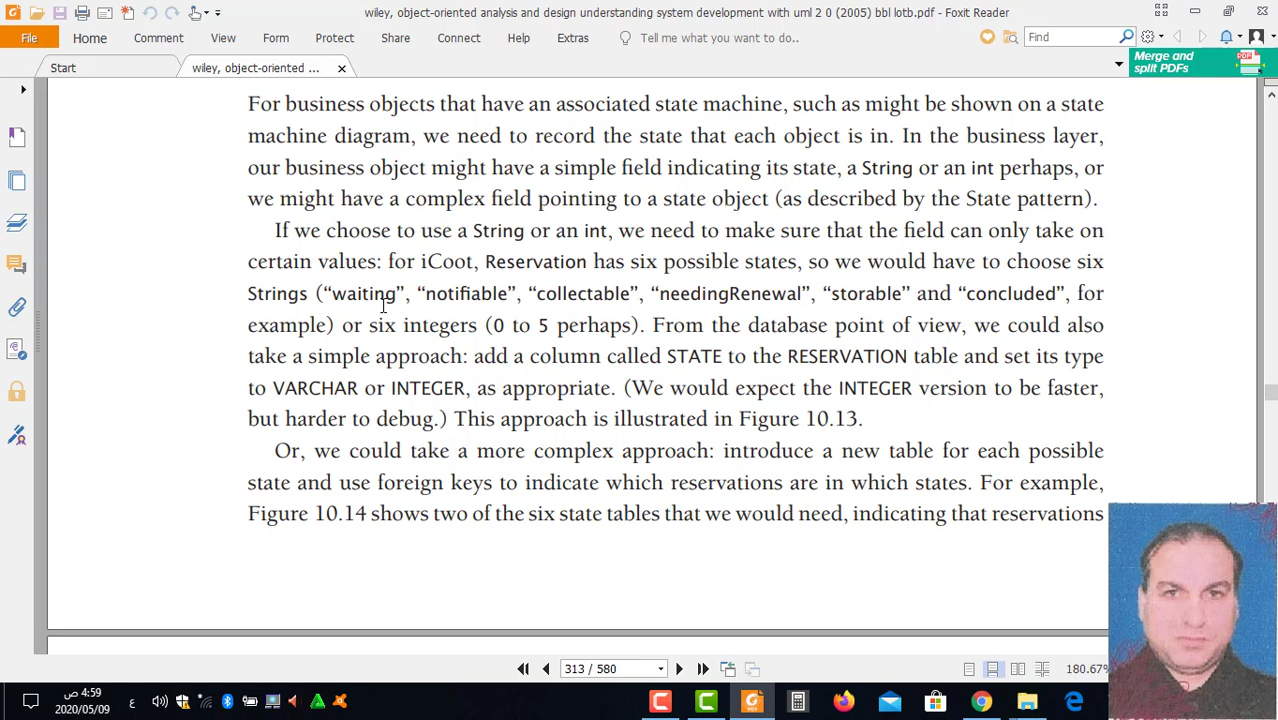 wiley, object-oriented analysis and design understanding system development with uml 2 0 (2005) bbl lotb.pdf - Foxit Reader
File Home Comment View Form Protect Share Connect Help Extras Tell me what you want to do.. Find
Start wiley, object-oriented ... Merge and
split PDFs
For business objects that have an associated state machine, such as might be shown on a state
machine diagram, we need to record the state that each object is in. In the business layer,
our business object might have a simple field indicating its state, a String or an int perhaps, or
we might have a complex field pointing to a state object (as described by the State pattern).
If we choose to use a String or an int, we need to make sure that the field can only take on
certain values: for iCoot, Reservation has six possible states, so we would have to choose six
Strings (“waiting”, “notifiable”, “collectable”, “needingRenewal”, “storable” and “concluded”, for
example) or six integers (0 to 5 perhaps). From the database point of view, we could also
take a simple approach: add a column called STATE to the RESERVATION table and set its type
to VARCHAR or INTEGER, as appropriate. (We would expect the INTEGER version to be faster,
but harder to debug.) This approach is illustrated in Figure 10.13.
Or, we could take a more complex approach: introduce a new table for each possible
state and use foreign keys to indicate which reservations are in which states. For example,
Figure 10.14 shows two of the six state tables that we would need, indicating that reservations
313 / 580 180.67%
4:59 ص
ع
2020/05/09